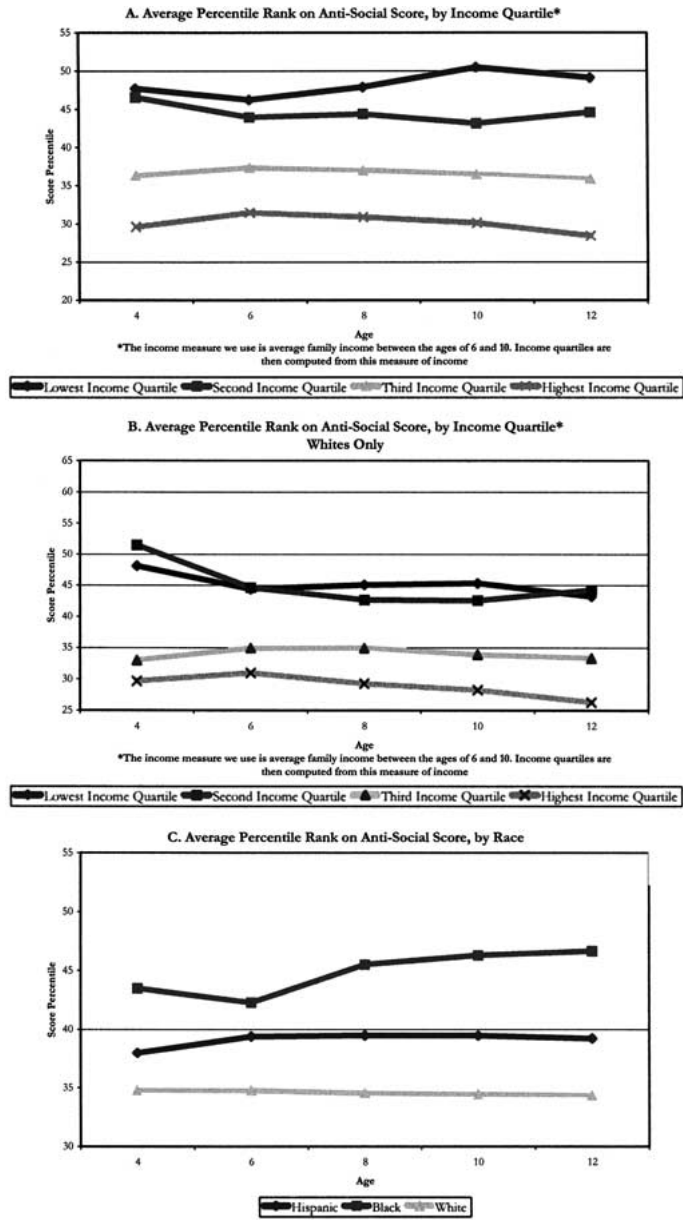 A. Average Percentile Rank on Anti-Social Score, by Income Quartile*
55
50
45
40
35
30
25
20
Score Percentile
4 6 8 10 12
Age
*The income measure we use is average family income between the ages of 6 and 10. Income quartiles are
then computed from this measure of income
Lowest Income Quartile Second Income Quartile Third Income Quartile Highest Income Quartile
B. Average Percentile Rank on Anti-Social Score, by Income Quartile*
Whites Only
65
60
55
50
45
40
35
30
25
Score Percentile
4 6 8 10 12
Age
*The income measure we use is average family income between the ages of 6 and 10. Income quartiles are
then computed from this measure of income
Lowest Income Quartile Second Income Quartile Third Income Quartile Highest Income Quartile
C. Average Percentile Rank on Anti-Social Score, by Race
55
50
45
40
35
30
Score Percentile
4 6 8 10 12
Age
Hispanic Black White